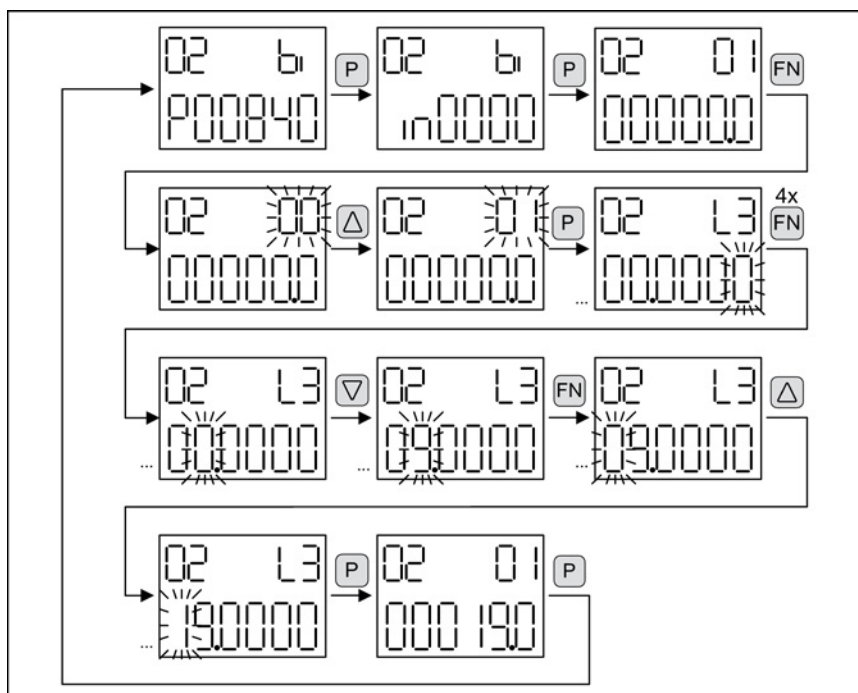 02 bi P 02 bi P 02 01 FN
P00840 in0000 00000.0
4x
02 00 △ 02 01 P 02 L3 FN
00000.0 00000.0 ... 00.0000
02 L3 ▽ 02 L3 FN 02 L3 △
... 00.0000 ... 09.0000 ... 09.0000
02 L3 P 02 01 P
... 19.0000 00019.0